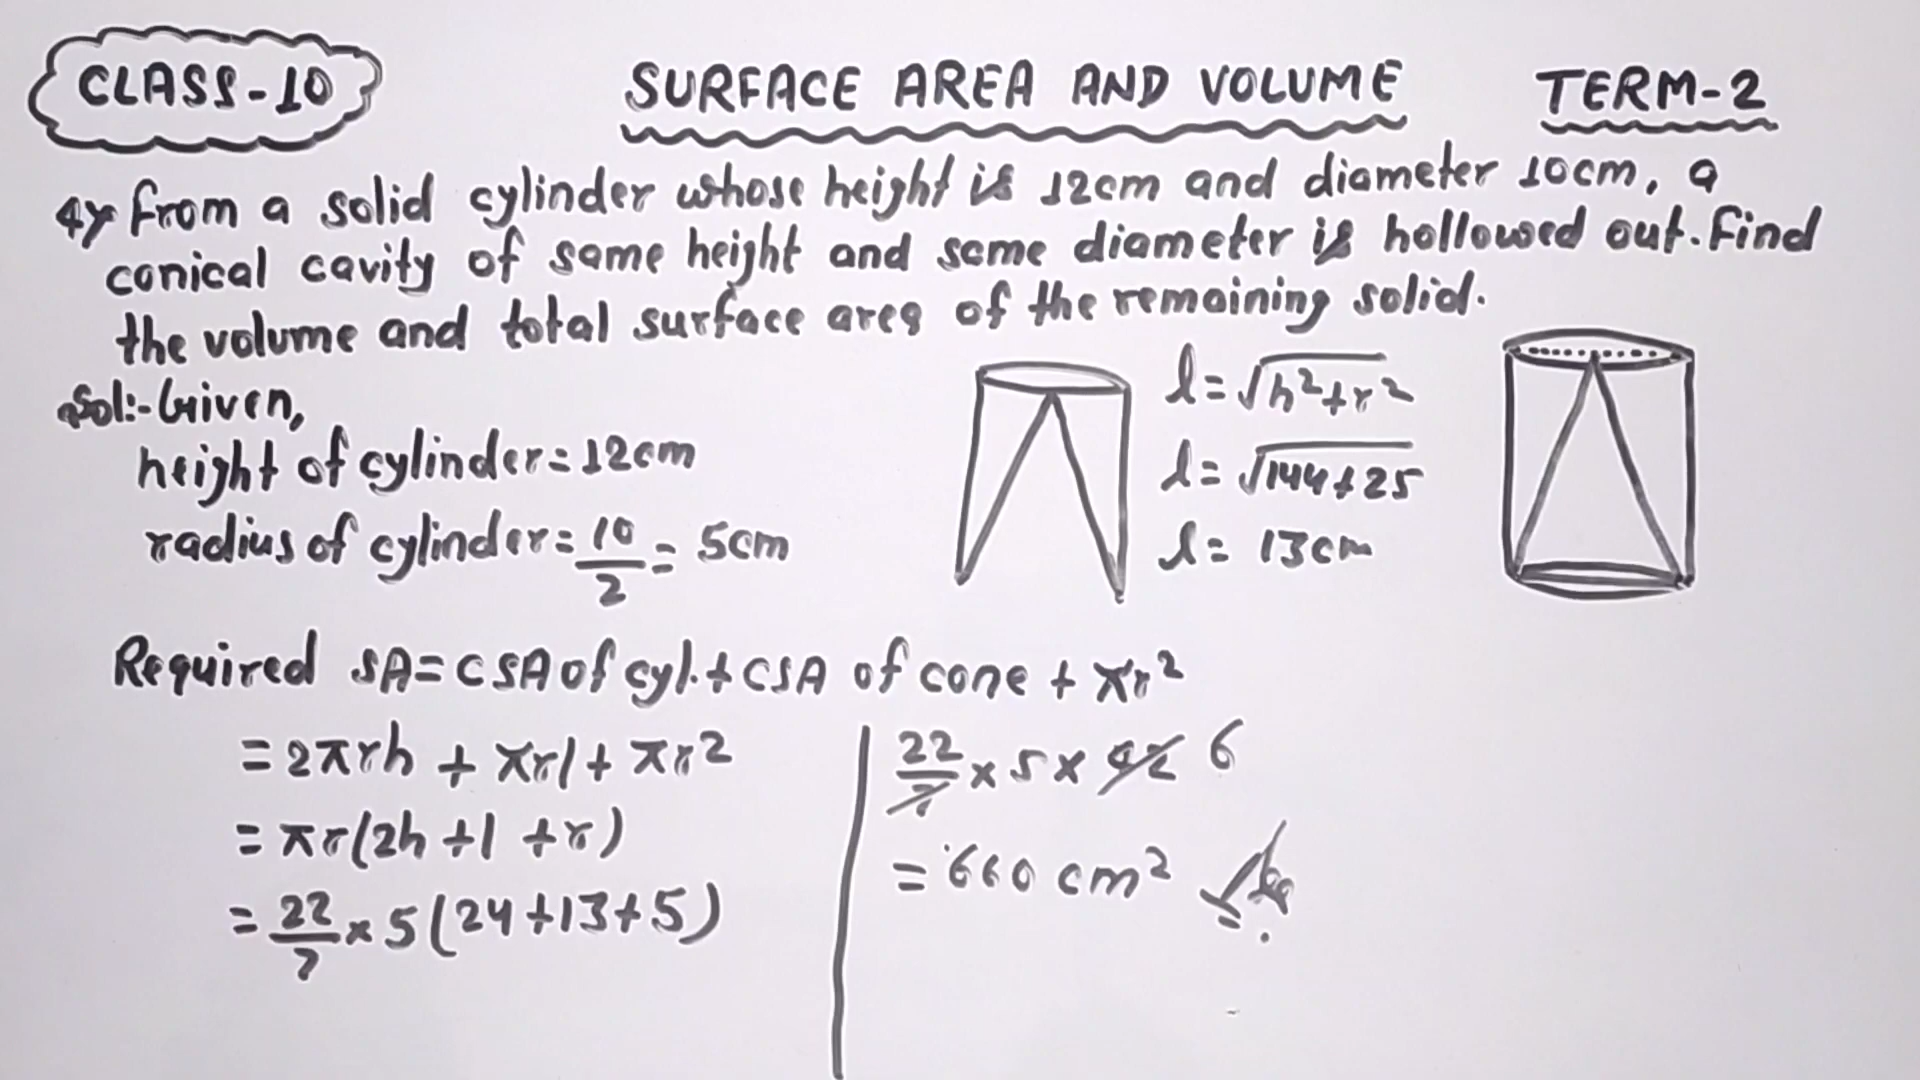 CLASS-10
SURFACE AREA AND VOLUME
TERM-2
4) From a solid cylinder whose height is 12cm and diameter 10cm, a
conical cavity of same height and same diameter is hollowed out. Find
the volume and total surface area of the remaining solid.
Sol:- Given,
height of cylinder = 12cm
radius of cylinder = 10/2 = 5cm
l = √h²+r²
l = √144+25
l = 13cm
Required SA = CSA of cyl. + CSA of cone + πr²
= 2πrh + πrl + πr²
= πr(2h + l + r)
= 22/7 × 5(24+13+5)
22/7 × 5 × 42 6
= 660 cm²